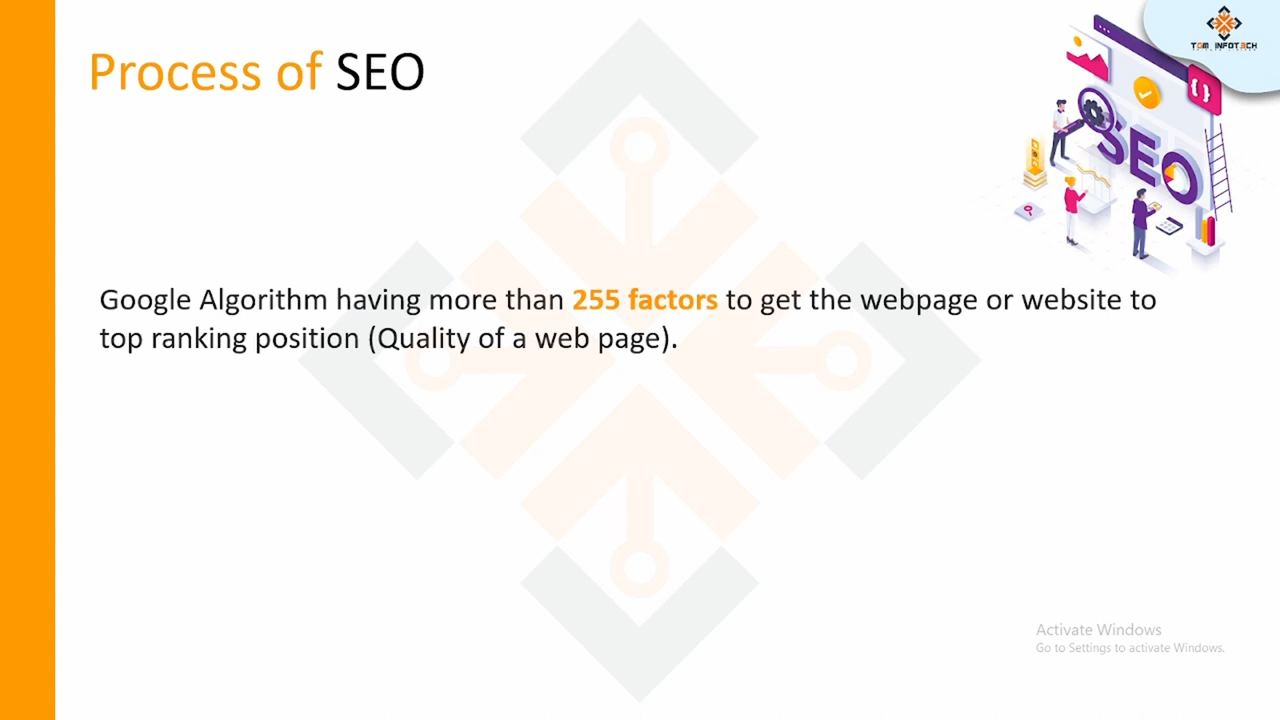 Process of SEO
TGM INFOTECH
SEO
Google Algorithm having more than 255 factors to get the webpage or website to
top ranking position (Quality of a web page).
Activate Windows
Go to Settings to activate Windows.